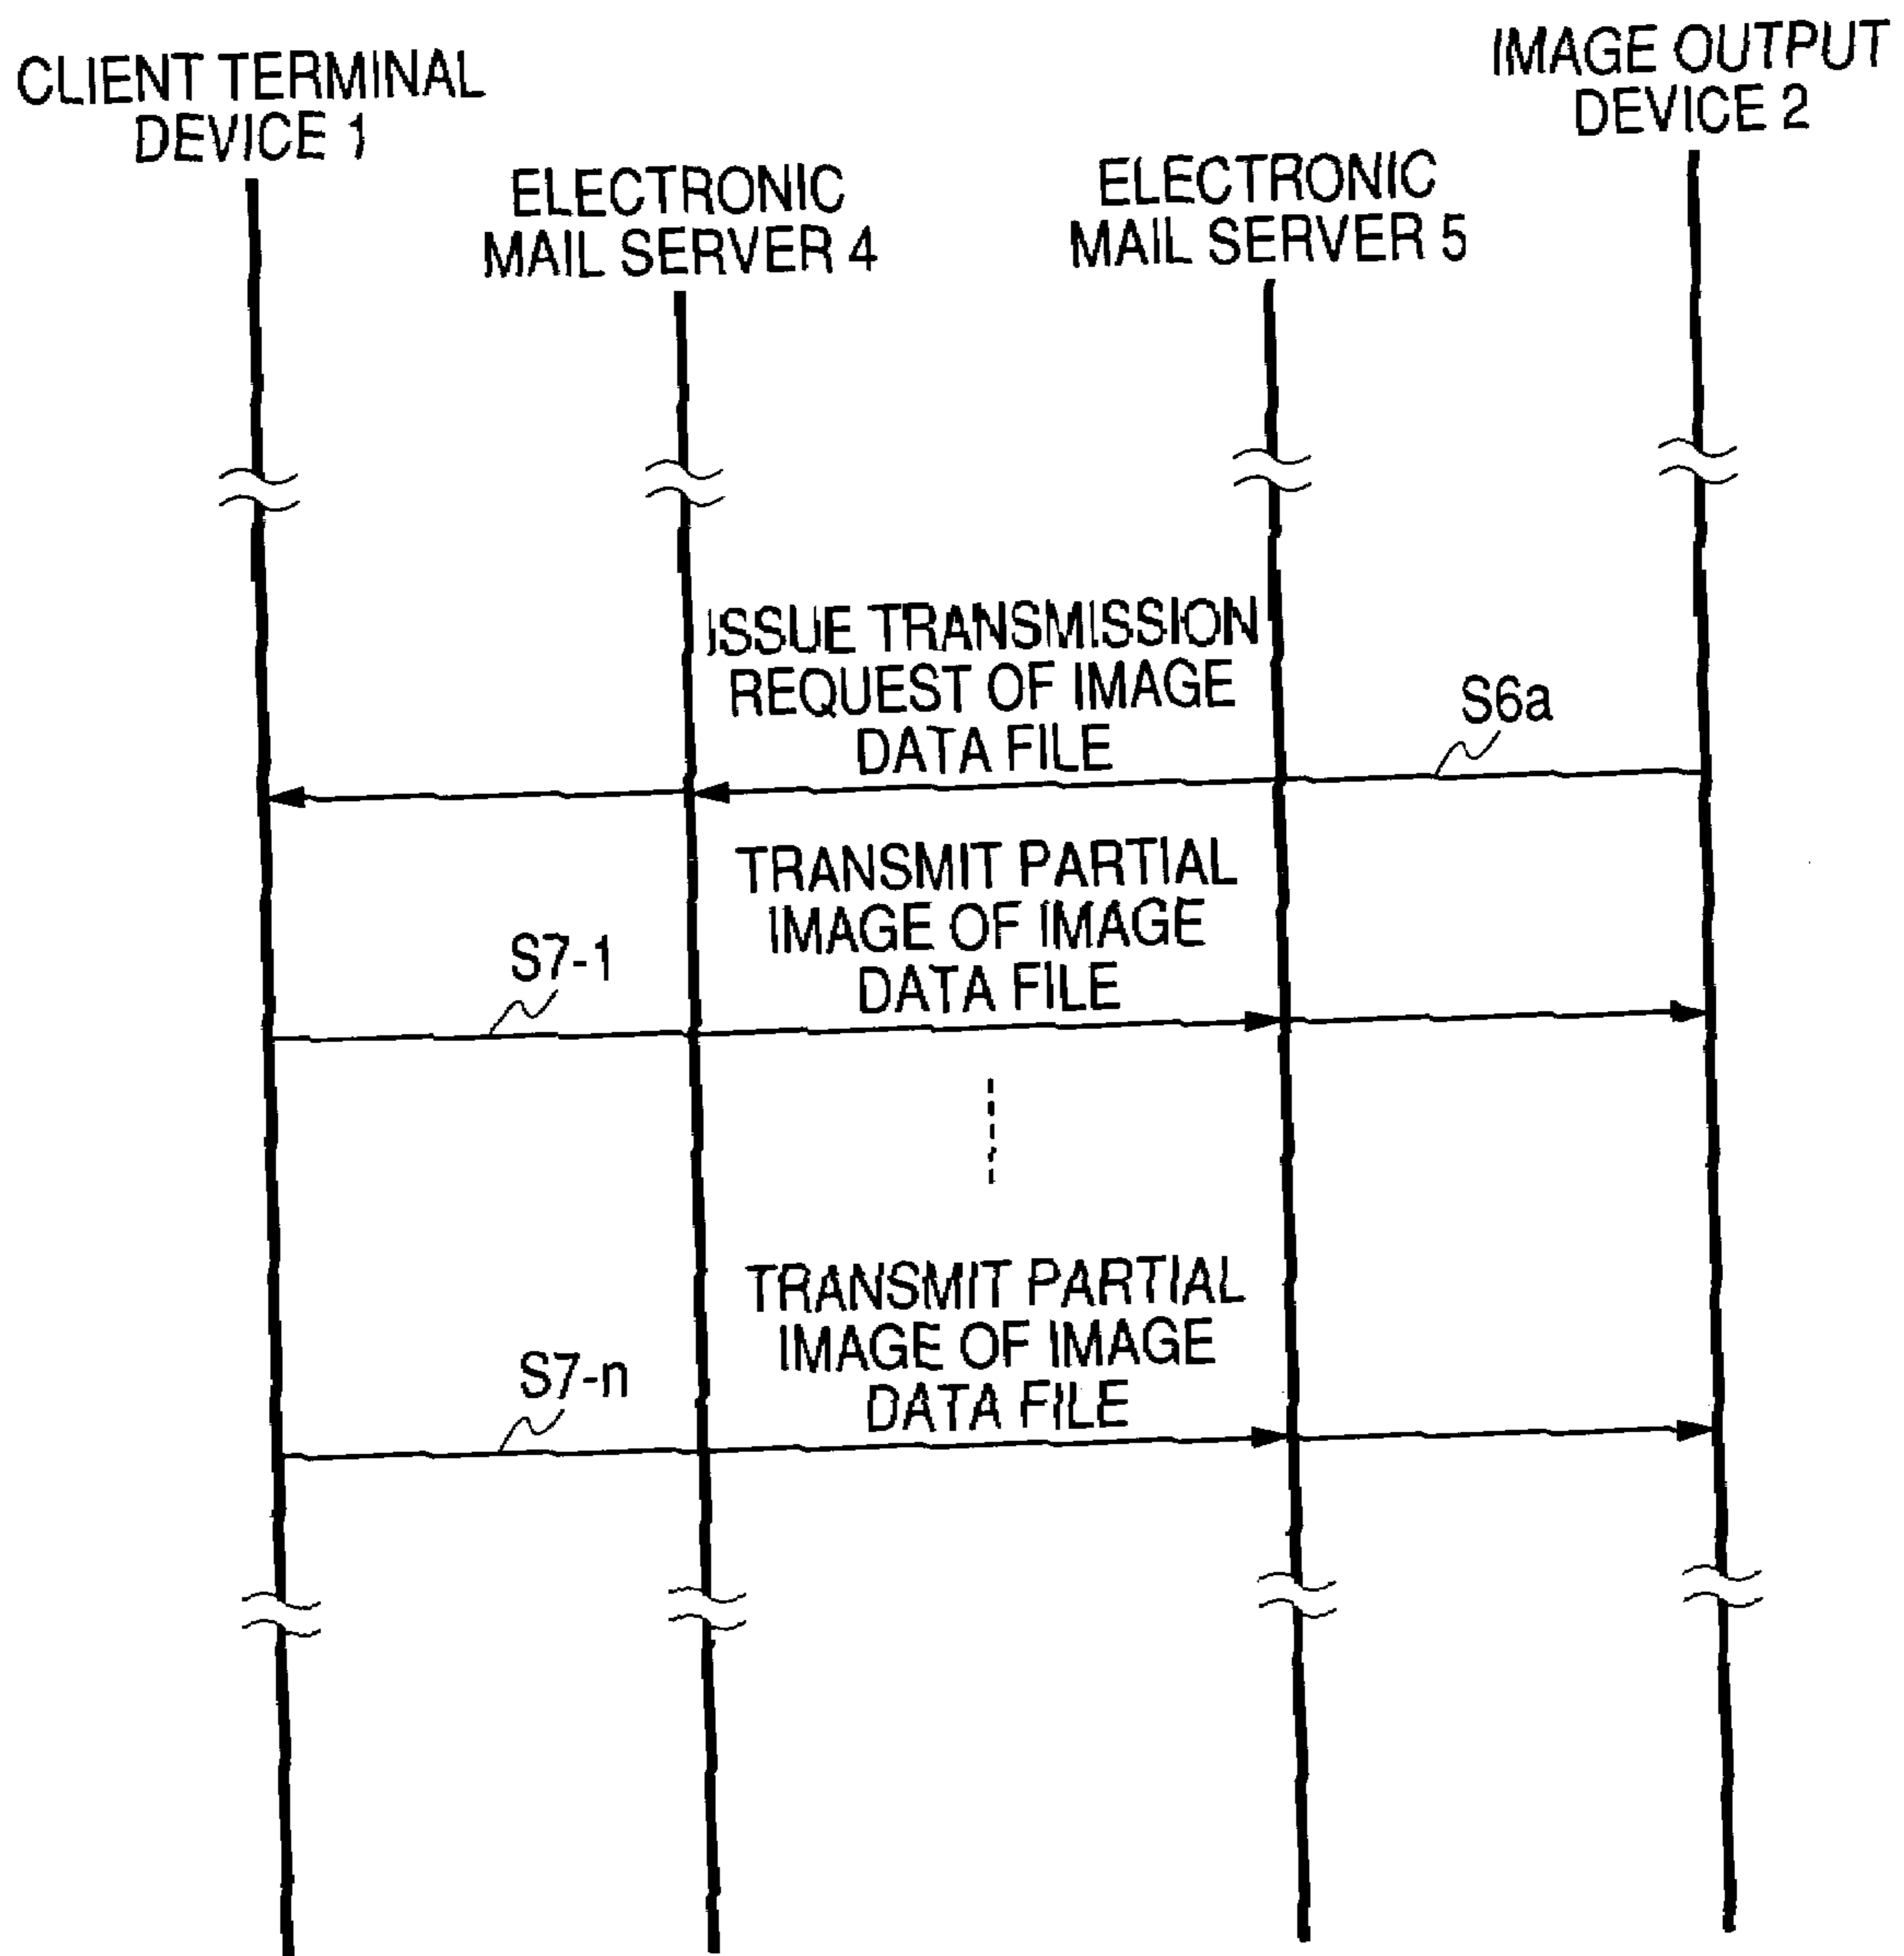 CLIENT TERMINAL
DEVICE 1
ELECTRONIC
MAIL SERVER 4
ELECTRONIC
MAIL SERVER 5
IMAGE OUTPUT
DEVICE 2
ISSUE TRANSMISSION
REQUEST OF IMAGE
DATA FILE
S6a
TRANSMIT PARTIAL
IMAGE OF IMAGE
DATA FILE
S7-1
TRANSMIT PARTIAL
IMAGE OF IMAGE
DATA FILE
S7-n